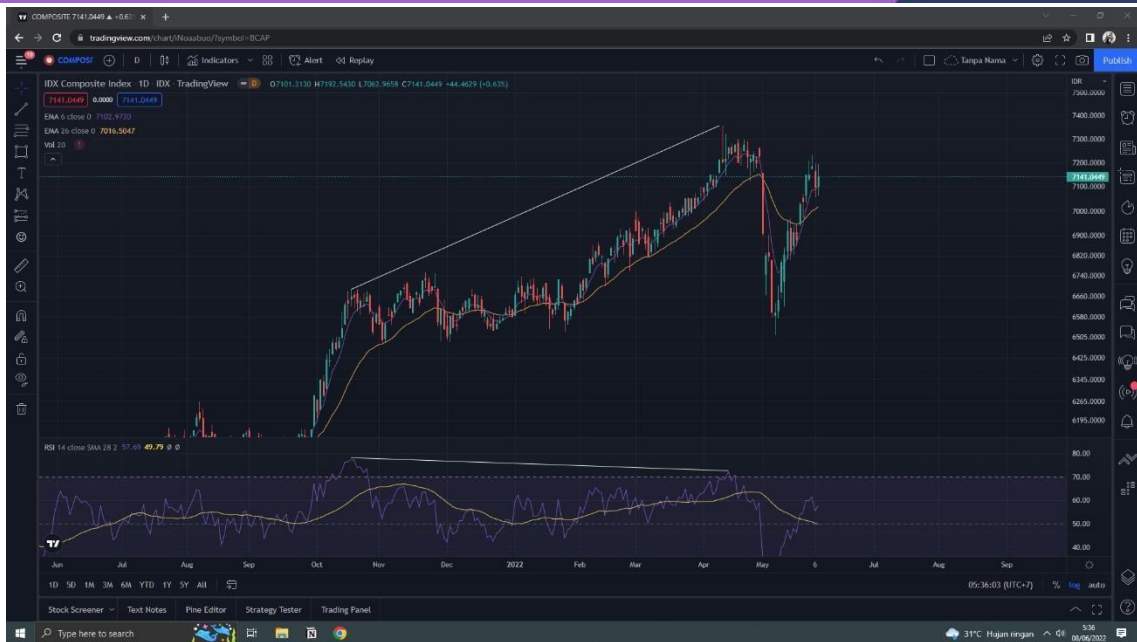 COMPOSITE 7141.0449 ▲ +0.63
tradingview.com/chart/iNoaabuo/?symbol=BCAP
10
COMPOSI
D
Indicators
Alert
Replay
Tanpa Nama
Publish
IDX Composite Index · 1D · IDX TradingView
D
O7101.3130 H7192.5430 L7062.9658 C7141.0449 +44.4629 (+0.63%)
IDR
7141.0449 0.0000 7141.0449
EMA 6 close 0 7102.9730
EMA 26 close 0 7016.5047
Vol 20
7500.0000
7400.0000
7300.0000
7200.0000
7141.0449
7100.0000
7000.0000
6900.0000
6820.0000
6740.0000
6660.0000
6580.0000
6505.0000
6425.0000
6345.0000
6265.0000
6195.0000
RSI 14 close SMA 28 2 57.69 49.79 ø ø
80.00
70.00
60.00
50.00
40.00
Jun Jul Aug Sep Oct Nov Dec 2022 Feb Mar Apr May 6 Jul Aug Sep
1D 5D 1M 3M 6M YTD 1Y 5Y All
05:36:03 (UTC+7) % log auto
Stock Screener Text Notes Pine Editor Strategy Tester Trading Panel
Type here to search
31°C Hujan ringan
5:36
08/06/2022